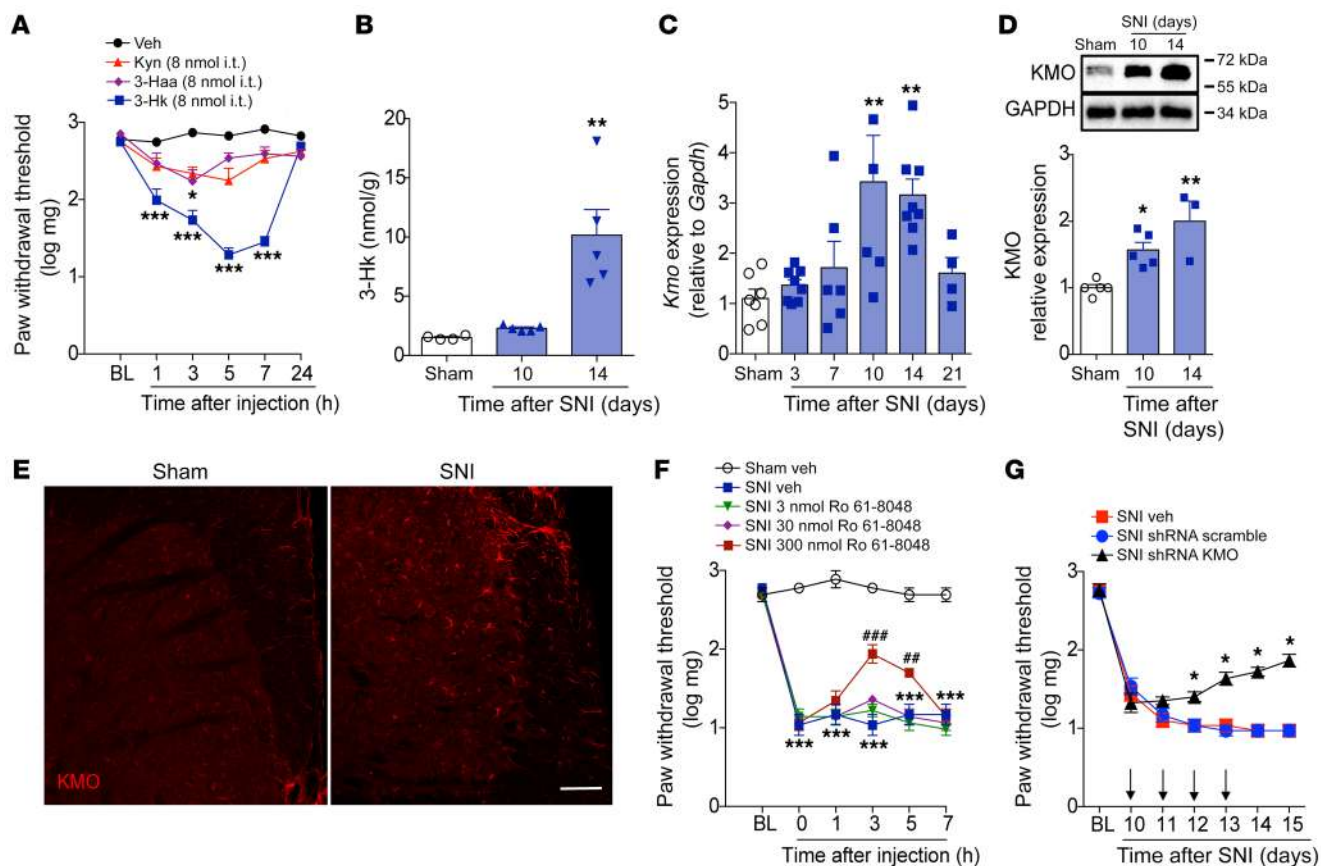 A
Veh
Kyn (8 nmol i.t.)
3-Haa (8 nmol i.t.)
3-Hk (8 nmol i.t.)
Paw withdrawal threshold
(log mg)
3
2
1
*
***
***
***
***
BL 1 3 5 7 24
Time after injection (h)
B
3-Hk (nmol/g)
20
15
10
5
0
**
Sham 10 14
Time after SNI (days)
C
Kmo expression
(relative to Gapdh)
5
4
3
2
1
0
** **
Sham 3 7 10 14 21
Time after SNI (days)
D
SNI
(days)
Sham 10 14
KMO
GAPDH
72 kDa
55 kDa
34 kDa
KMO
relative expression
3
2
1
0
* **
Sham 10 14
Time after
SNI (days)
E
Sham SNI
KMO
F
Sham veh
SNI veh
SNI 3 nmol Ro 61-8048
SNI 30 nmol Ro 61-8048
SNI 300 nmol Ro 61-8048
Paw withdrawal threshold
(log mg)
3
2
1
0
###
##
*** ***
*** *** ***
BL 0 1 3 5 7
Time after injection (h)
G
SNI veh
SNI shRNA scramble
SNI shRNA KMO
Paw withdrawal threshold
(log mg)
3
2
1
0
* * * *
BL 10 11 12 13 14 15
Time after SNI (days)